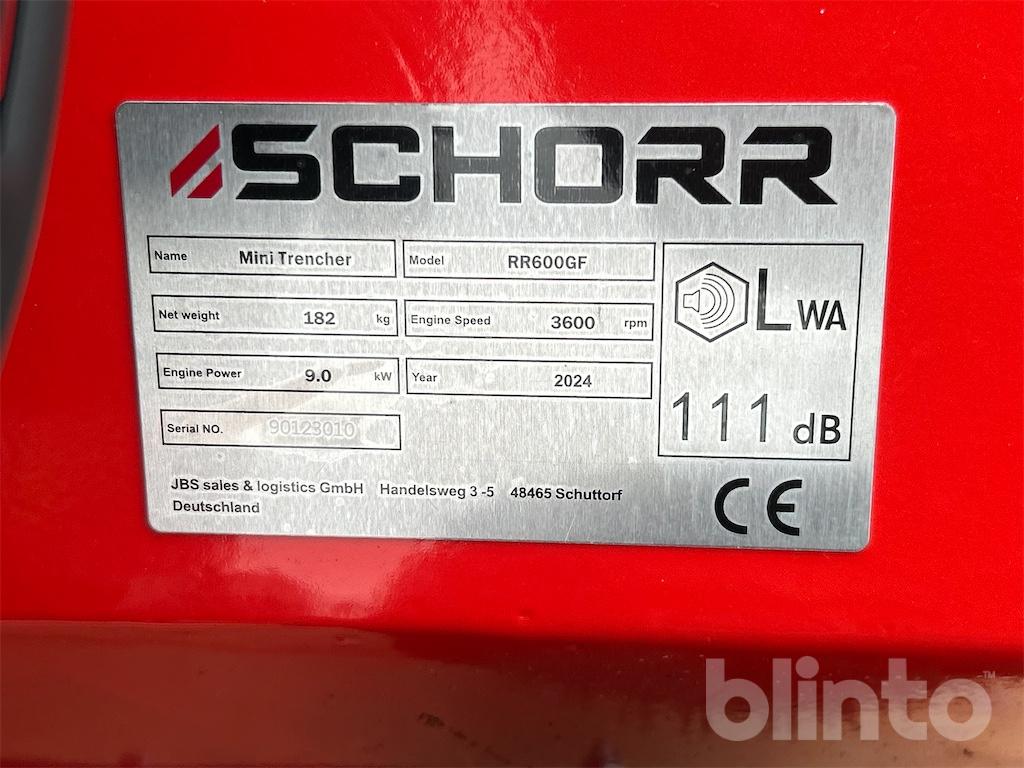 SCHORR
Name Mini Trencher Model RR600GF
Net weight 182 kg Engine Speed 3600 rpm
LWA
Engine Power 9.0 kW Year 2024
111 dB
Serial NO. 90123010
JBS sales & logistics GmbH Handelsweg 3 -5 48465 Schuttorf
Deutschland
CE
blinto™